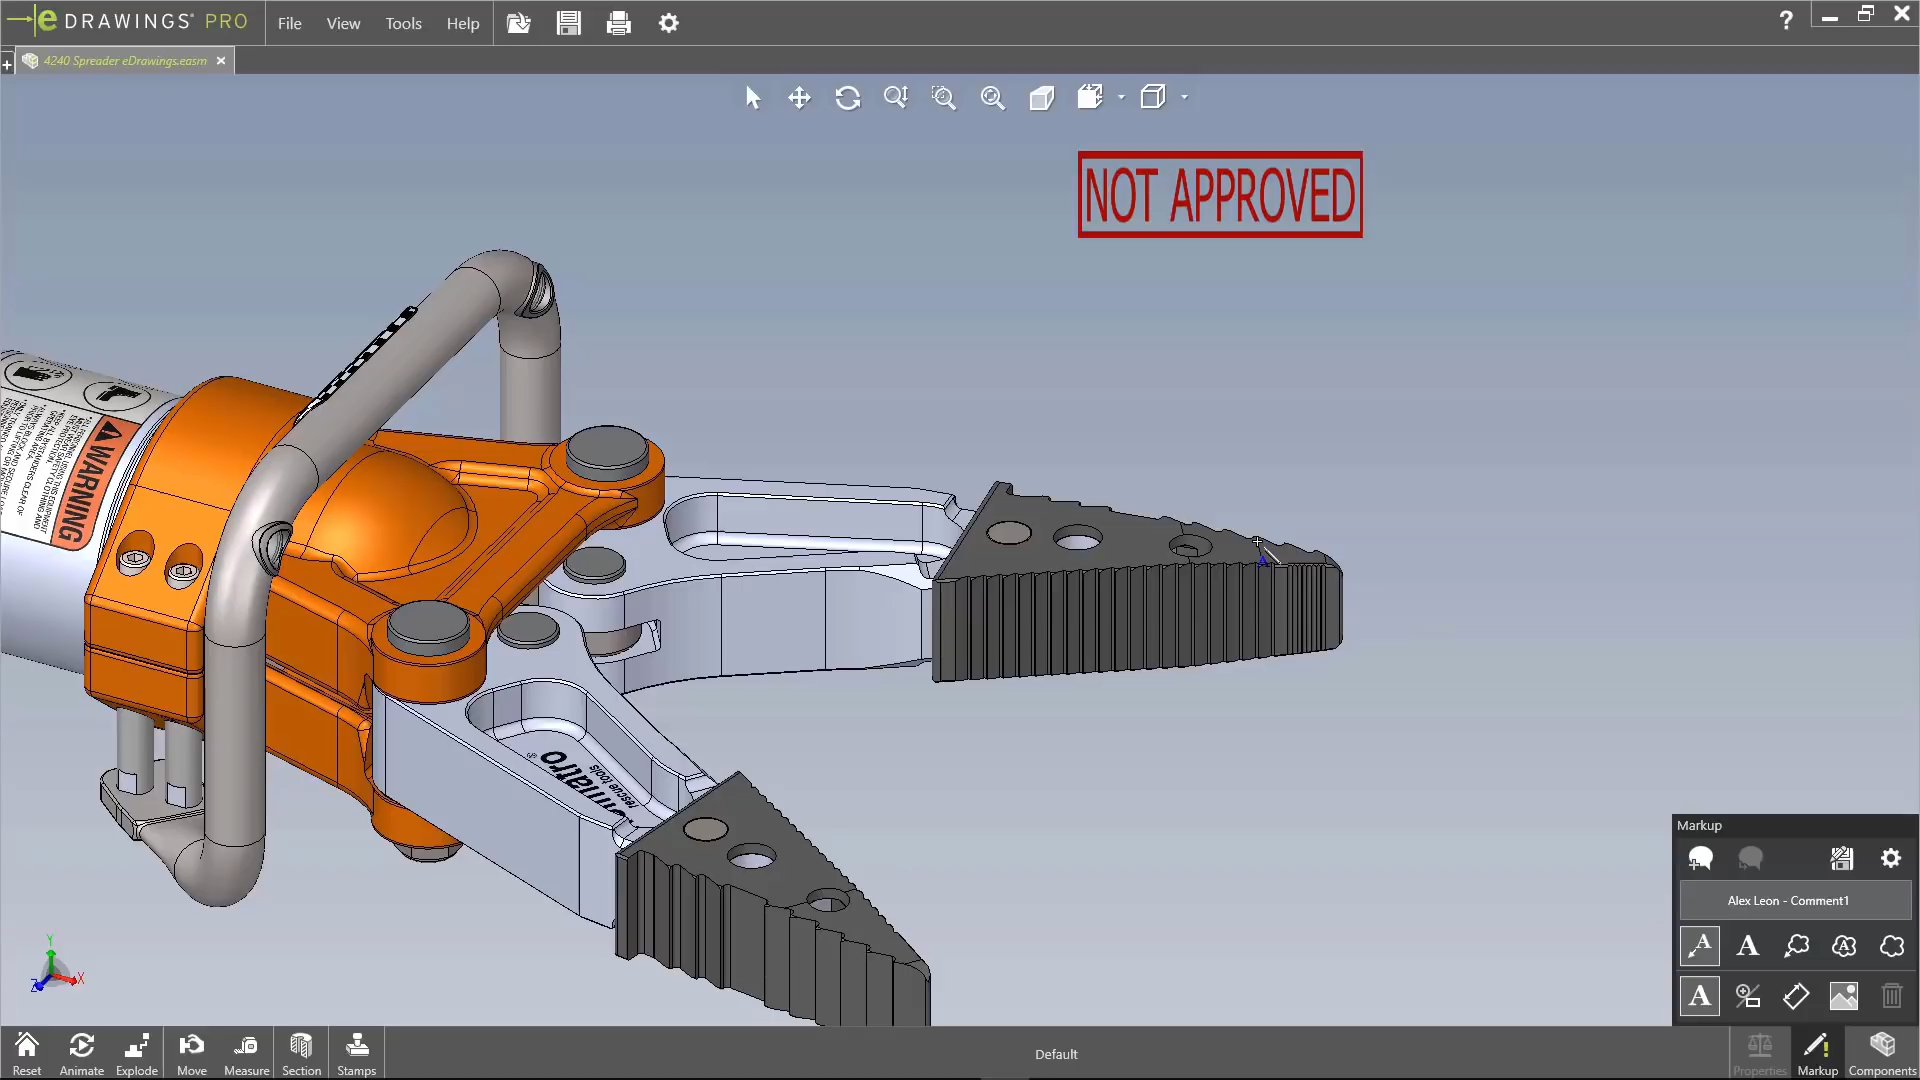 eDRAWINGS® PRO
File View Tools Help
4240 Spreader eDrawings.easm
NOT APPROVED
WARNING
rescue tools
Y
X
Z
Markup
Alex Leon - Comment1
Reset Animate Explode Move Measure Section Stamps
Default
Properties Markup Components